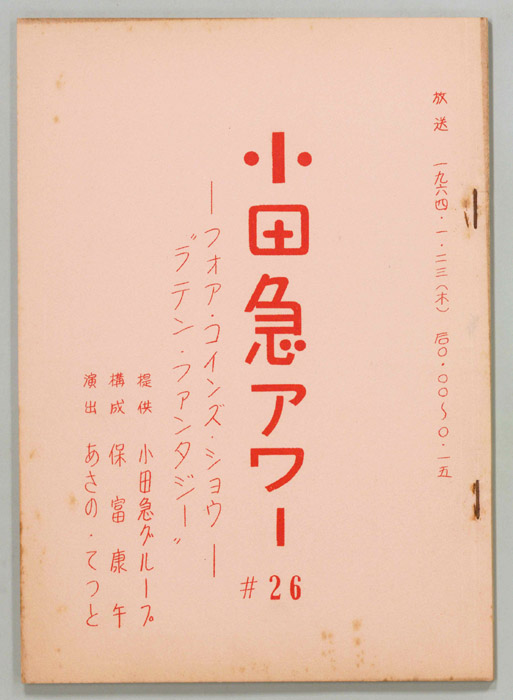 放送 一九六四・一・二三(木) 后〇・〇〇~〇・一五
小田急アワー
#26
―フォア・コインズ・ショウ―
"ラテン・ファンタジー"
提供 小田急グループ
構成 保富康午
演出 あさの・てつと